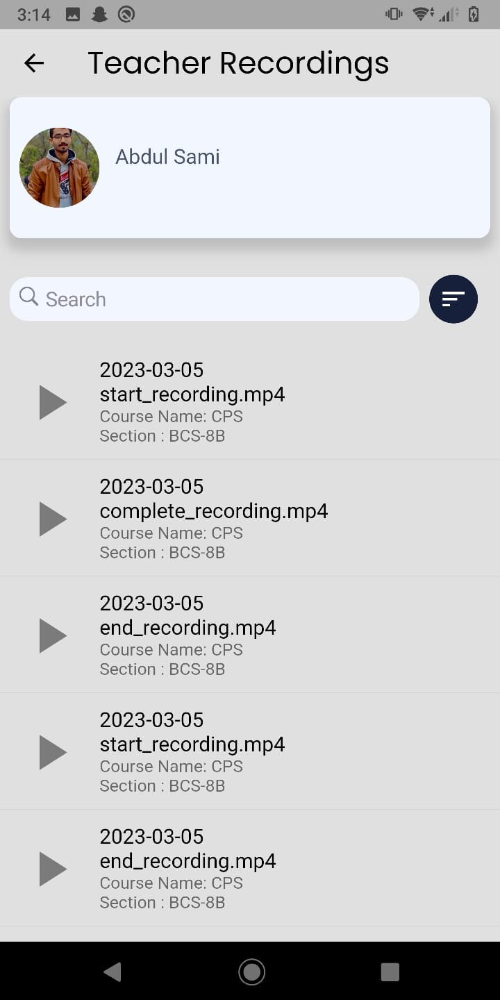 3:14
Teacher Recordings
Abdul Sami
Search
2023-03-05
start_recording.mp4
Course Name: CPS
Section : BCS-8B
2023-03-05
complete_recording.mp4
Course Name: CPS
Section : BCS-8B
2023-03-05
end_recording.mp4
Course Name: CPS
Section : BCS-8B
2023-03-05
start_recording.mp4
Course Name: CPS
Section : BCS-8B
2023-03-05
end_recording.mp4
Course Name: CPS
Section : BCS-8B